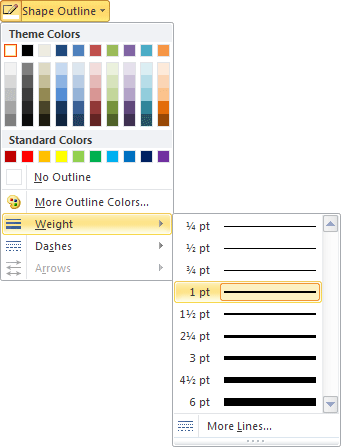 Shape Outline
Theme Colors
Standard Colors
No Outline
More Outline Colors...
Weight
Dashes
Arrows
¼ pt
½ pt
¾ pt
1 pt
1½ pt
2¼ pt
3 pt
4½ pt
6 pt
More Lines...